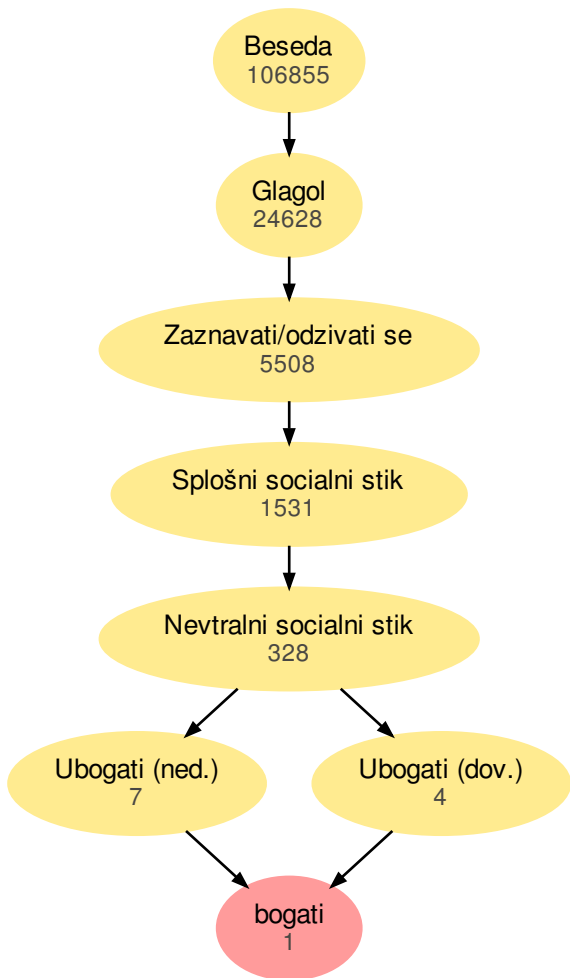 Beseda
106855
Glagol
24628
Zaznavati/odzivati se
5508
Splošni socialni stik
1531
Nevtralni socialni stik
328
Ubogati (ned.)
7
Ubogati (dov.)
4
bogati
1